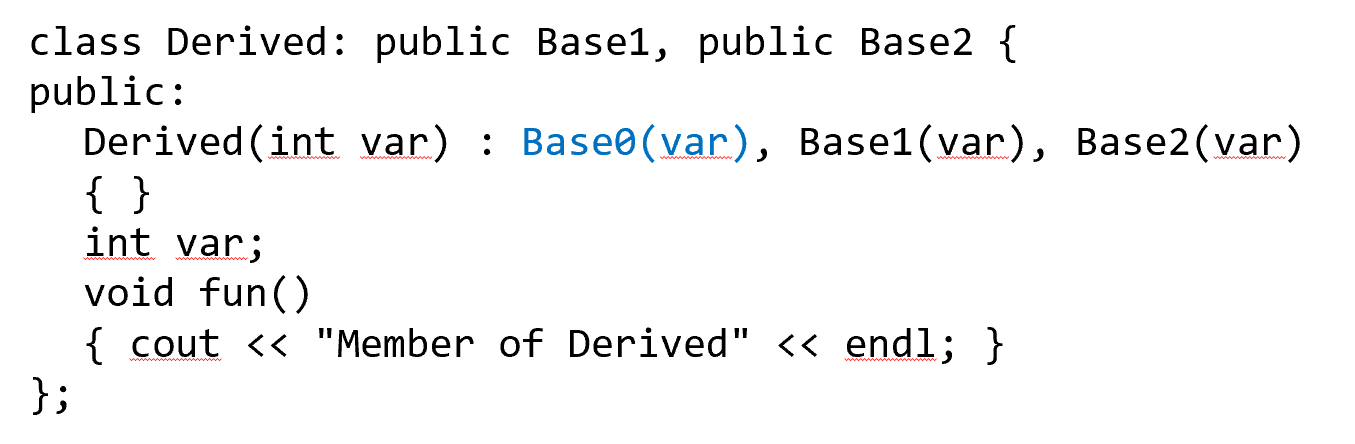 class Derived: public Base1, public Base2 {
public:
Derived(int var) : Base0(var), Base1(var), Base2(var)
{ }
int var;
void fun()
{ cout << "Member of Derived" << endl; }
};